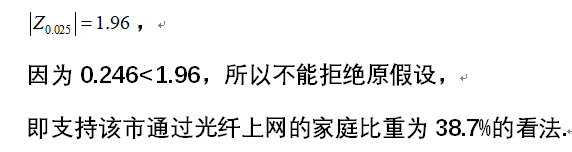 |Z₀.₀₂₅| = 1.96 ，
因为 0.246<1.96，所以不能拒绝原假设，
即支持该市通过光纤上网的家庭比重为 38.7%的看法.